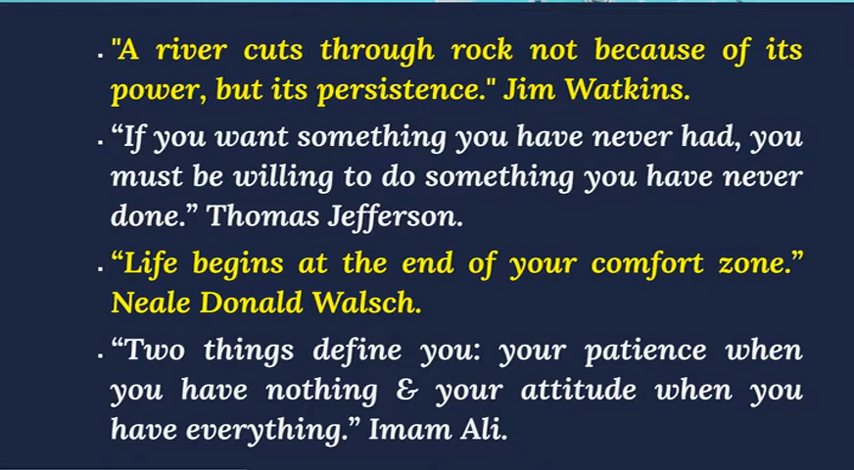 . "A river cuts through rock not because of its
power, but its persistence." Jim Watkins.
. “If you want something you have never had, you
must be willing to do something you have never
done.” Thomas Jefferson.
. “Life begins at the end of your comfort zone.”
Neale Donald Walsch.
. “Two things define you: your patience when
you have nothing & your attitude when you
have everything.” Imam Ali.